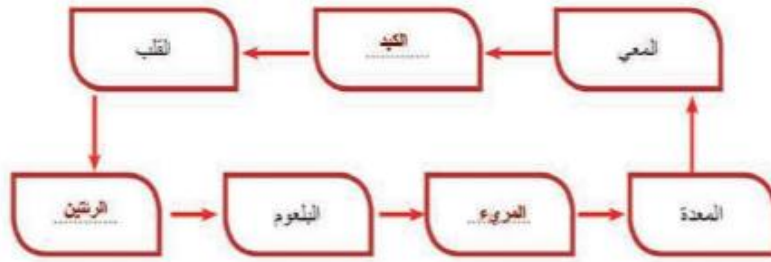 المعي
الكبد
القلب
الرئتين
البلعوم
المريء
المعدة